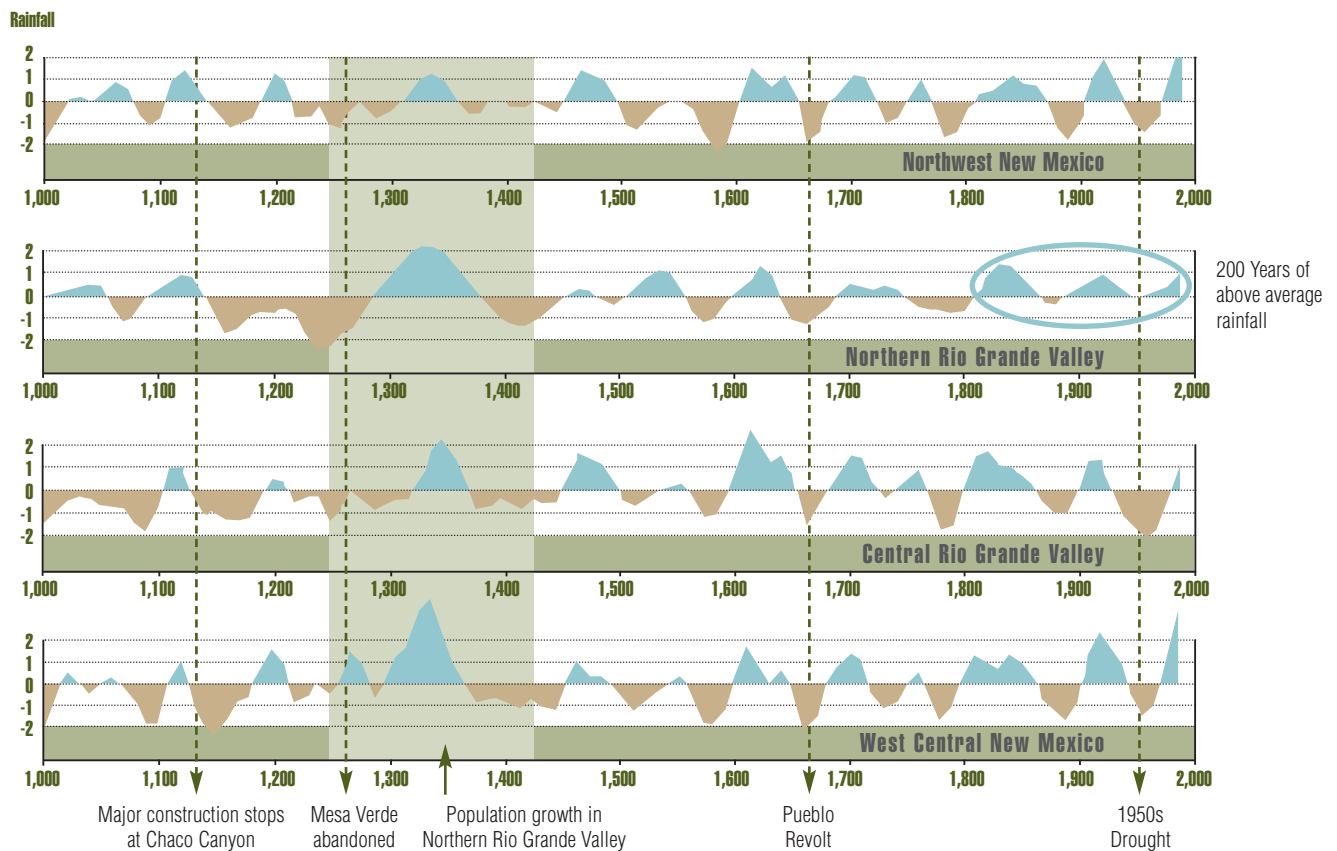 Rainfall
2
1
0
-1
-2
Northwest New Mexico
1,000 1,100 1,200 1,300 1,400 1,500 1,600 1,700 1,800 1,900 2,000
2
1
0
-1
-2
200 Years of
above average
rainfall
Northern Rio Grande Valley
1,000 1,100 1,200 1,300 1,400 1,500 1,600 1,700 1,800 1,900 2,000
2
1
0
-1
-2
Central Rio Grande Valley
1,000 1,100 1,200 1,300 1,400 1,500 1,600 1,700 1,800 1,900 2,000
2
1
0
-1
-2
West Central New Mexico
1,000 1,100 1,200 1,300 1,400 1,500 1,600 1,700 1,800 1,900 2,000
Major construction stops
at Chaco Canyon
Mesa Verde
abandoned
Population growth in
Northern Rio Grande Valley
Pueblo
Revolt
1950s
Drought